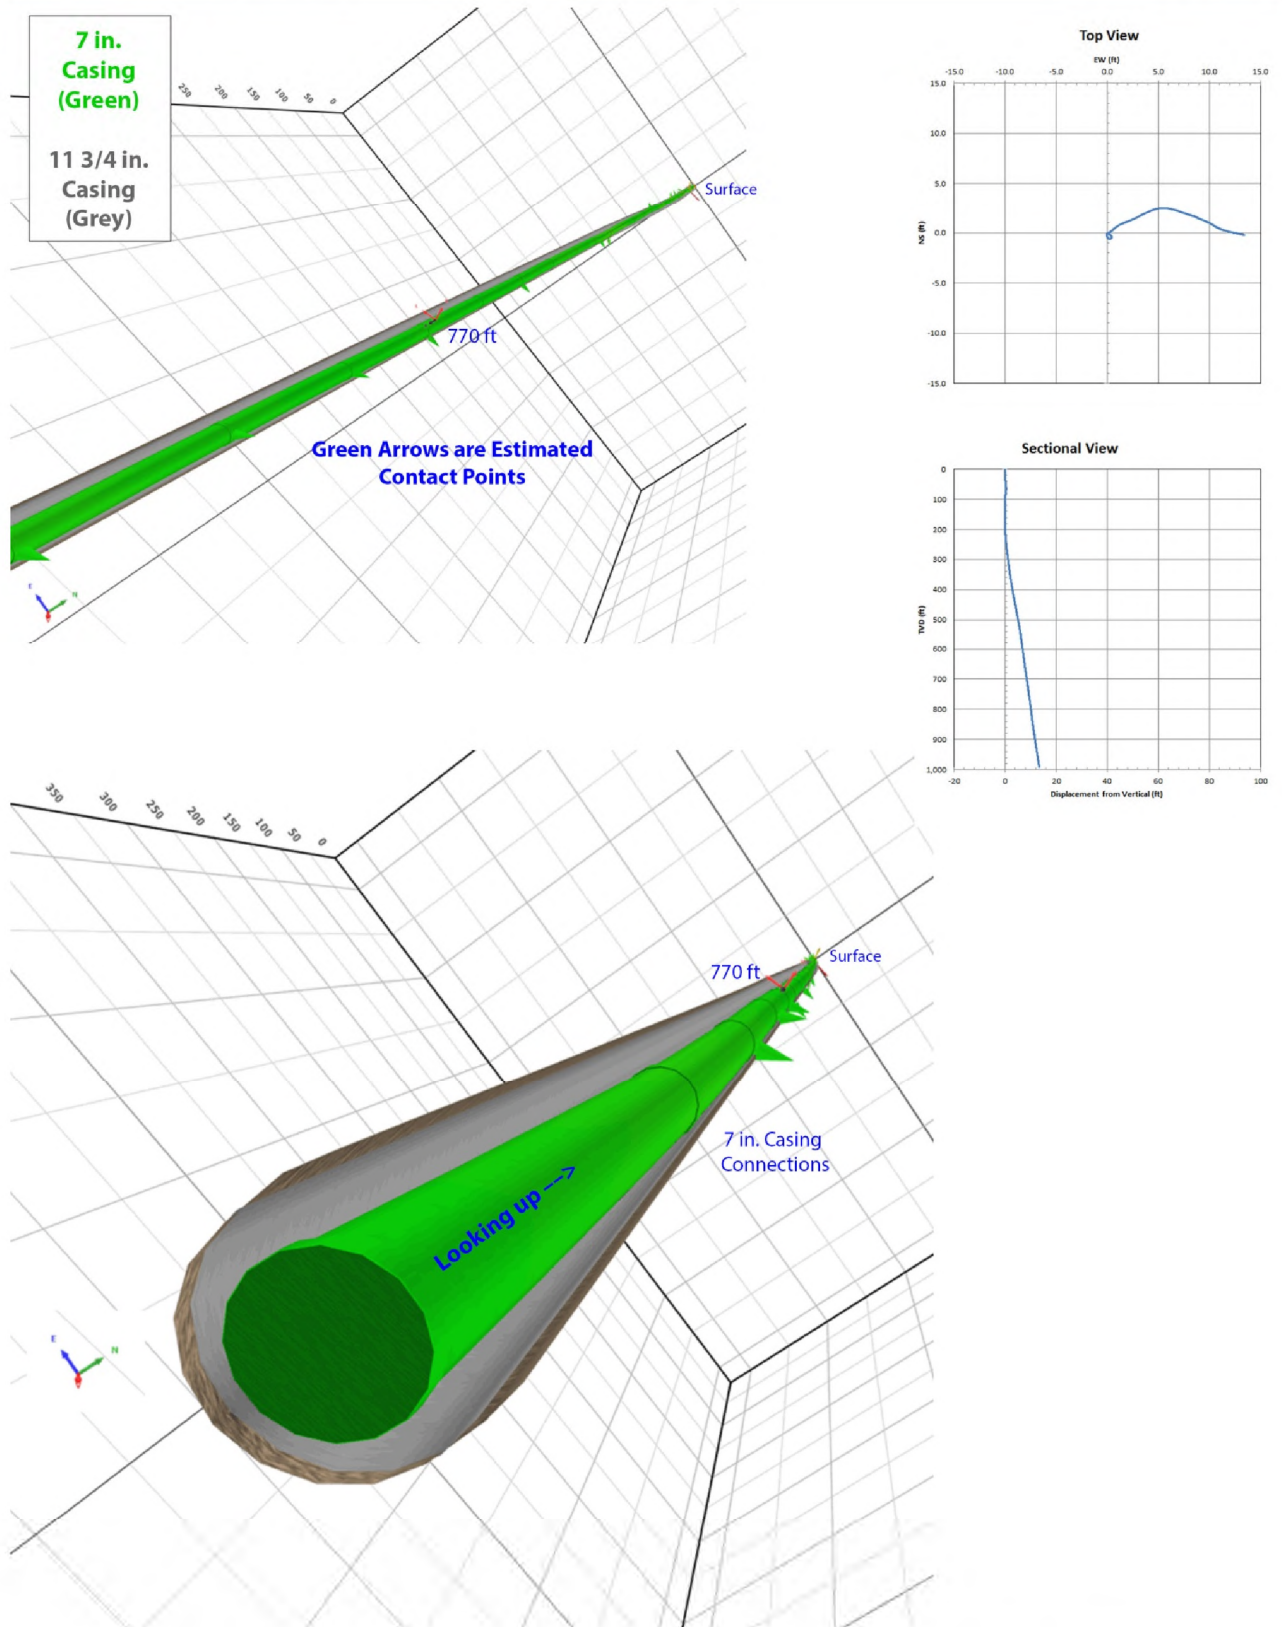 7 in.
Casing
(Green)
11 3/4 in.
Casing
(Grey)
250
200
150
100
50
0
Surface
770 ft
Green Arrows are Estimated
Contact Points
E
N
Top View
EW (ft)
-15.0 -10.0 -5.0 0.0 5.0 10.0 15.0
15.0
10.0
5.0
0.0
-5.0
-10.0
-15.0
NS (ft)
Sectional View
0
100
200
300
400
500
600
700
800
900
1,000
TVD (ft)
-20 0 20 40 60 80 100
Displacement from Vertical (ft)
350
300
250
200
150
100
50
0
770 ft
Surface
7 in. Casing
Connections
Looking up -->
E
N